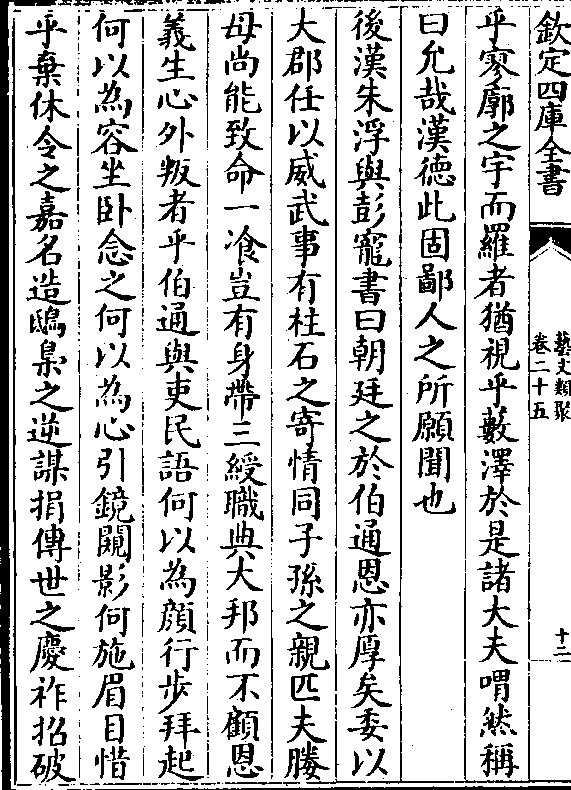 欽定四庫全書
藝文類聚
卷二十五
十二
乎寥廓之宇而羅者猶視乎藪澤於是諸大夫喟然稱
曰允哉漢徳此固鄙人之所願聞也
後漢朱浮與彭寵書曰朝廷之於伯通恩亦厚矣委以
大郡任以威武事有柱石之寄情同子孫之親匹夫媵
母尚能致命一飡豈有身帶三綬職典大邦而不顧恩
義生心外叛者乎伯通與吏民語何以為顔行步拜起
何以為容坐卧念之何以為心引鏡闚影何施眉目惜
乎棄休令之嘉名造鴟梟之逆謀捐傳世之慶祚招破